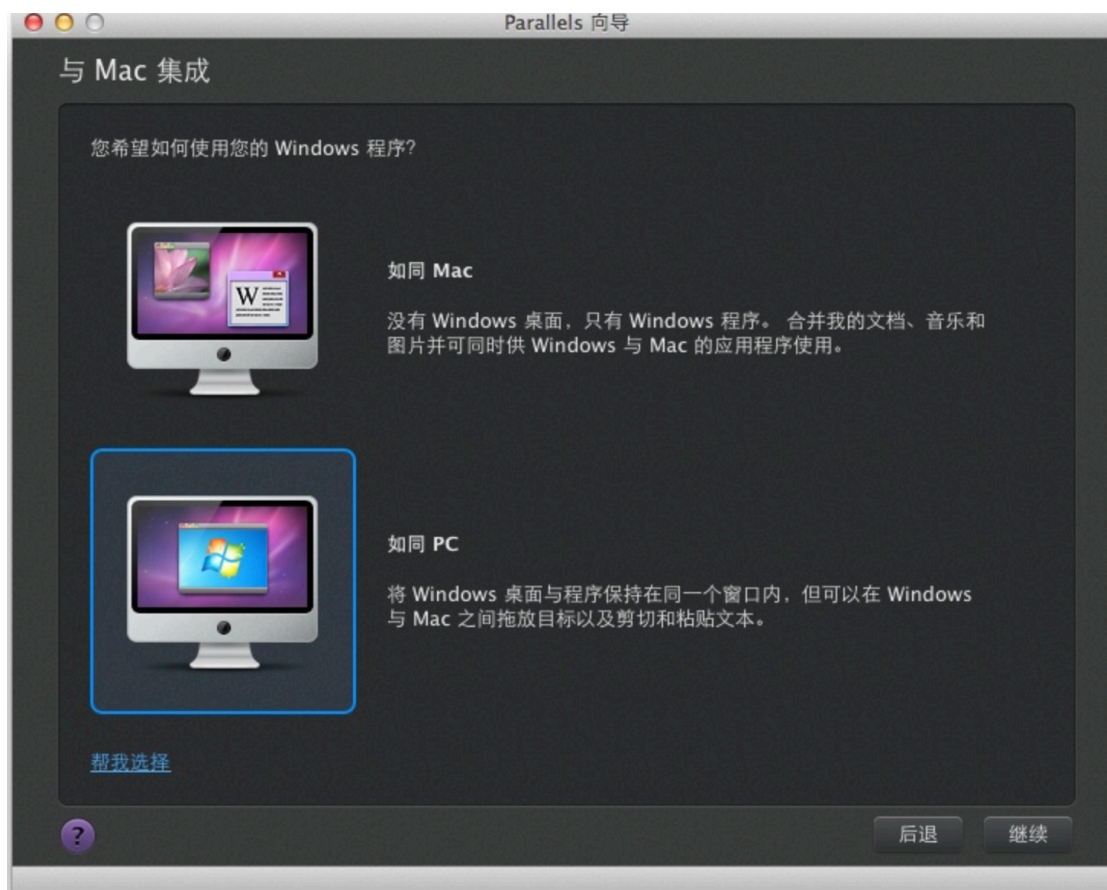 Parallels 向导
与 Mac 集成
您希望如何使用您的 Windows 程序?
W
如同 Mac
没有 Windows 桌面，只有 Windows 程序。 合并我的文档、音乐和
图片并可同时供 Windows 与 Mac 的应用程序使用。
如同 PC
将 Windows 桌面与程序保持在同一个窗口内，但可以在 Windows
与 Mac 之间拖放目标以及剪切和粘贴文本。
帮我选择
?
后退
继续